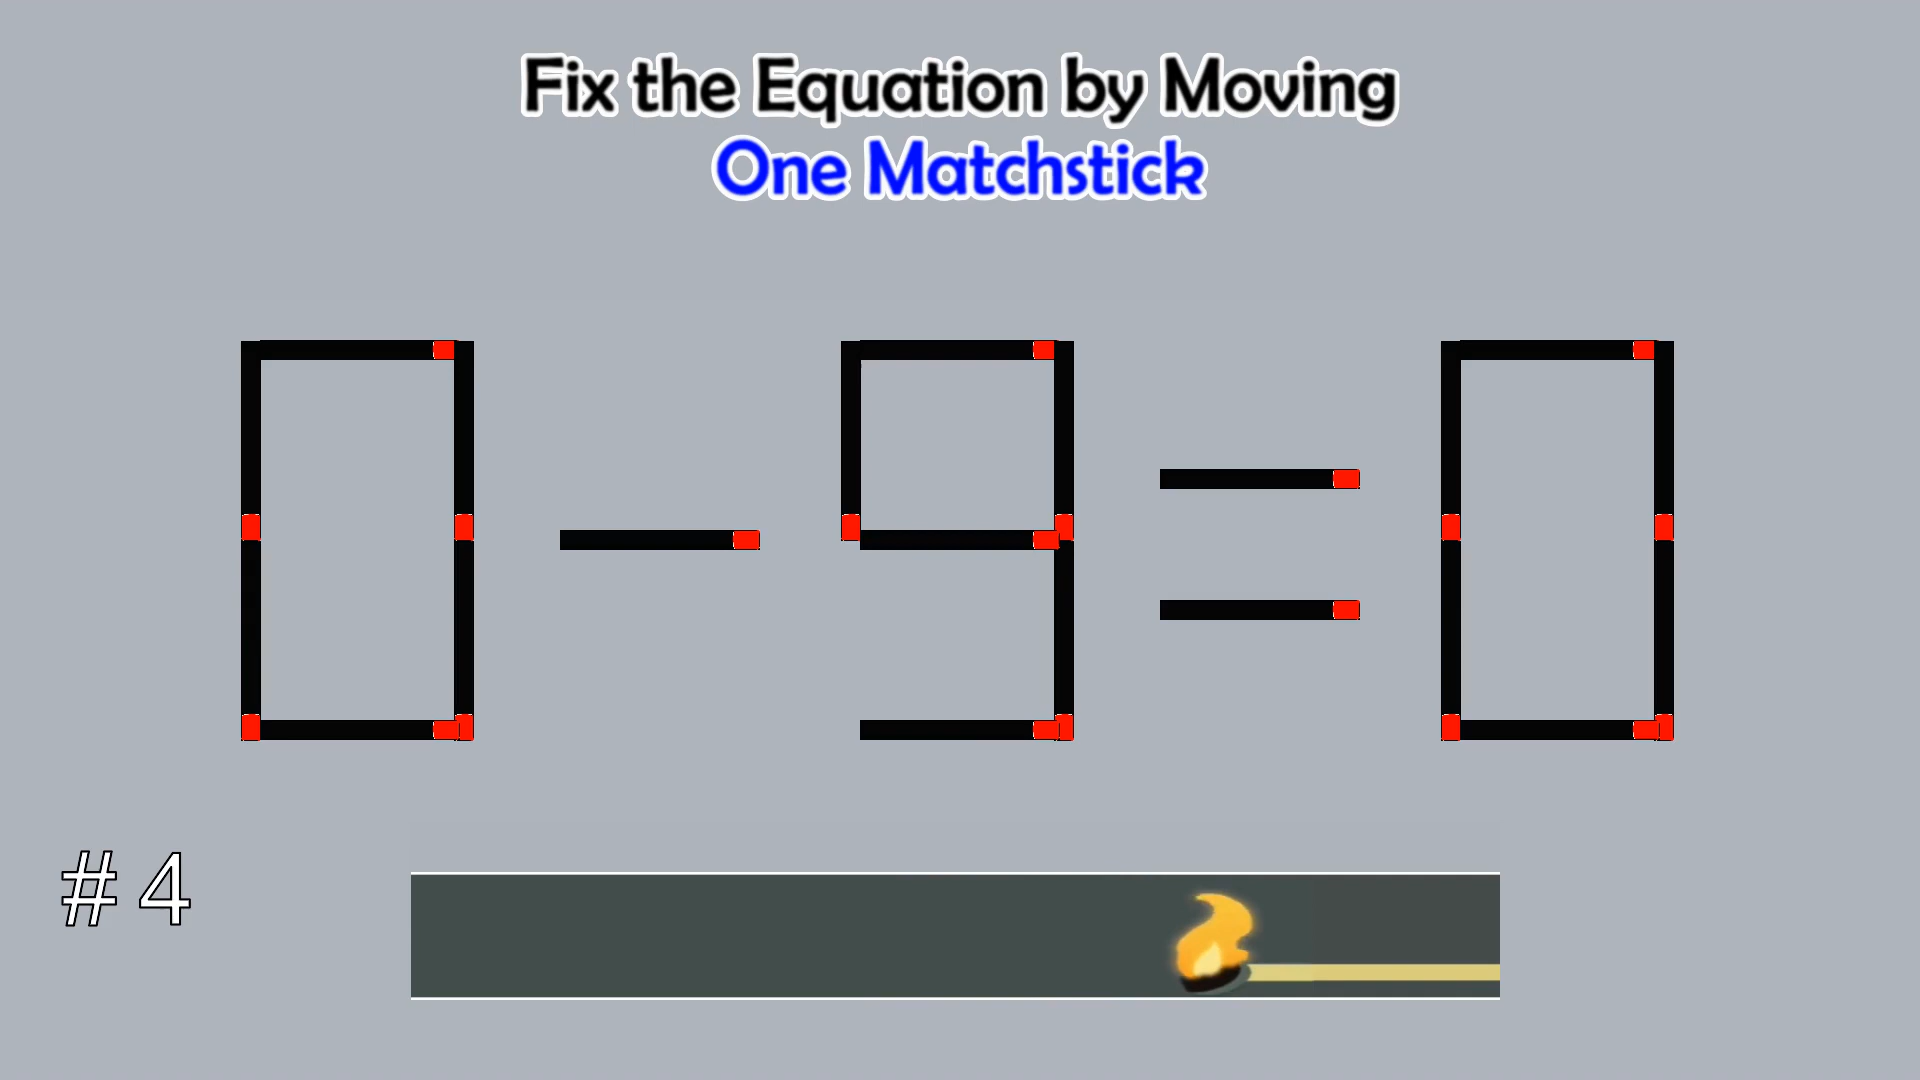 Fix the Equation by Moving
One Matchstick
0 - 9 = 0
# 4